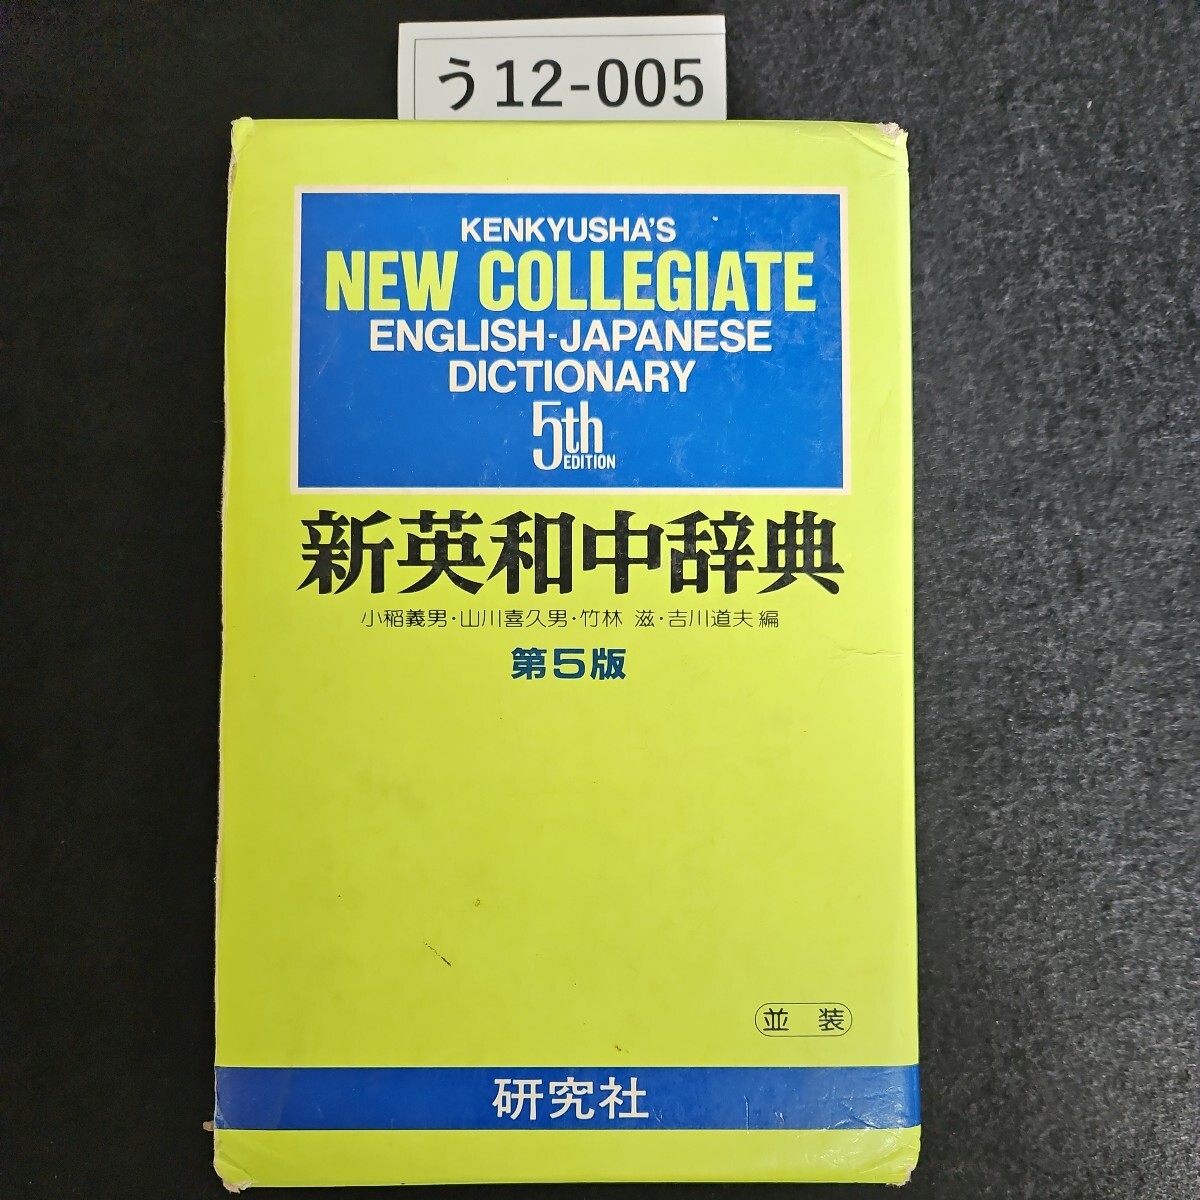 う12-005
KENKYUSHA'S
NEW COLLEGIATE
ENGLISH-JAPANESE
DICTIONARY
5th
EDITION
新英和中辞典
小稲義男・山川喜久男・竹林 滋・吉川道夫 編
第5版
並 装
研究社